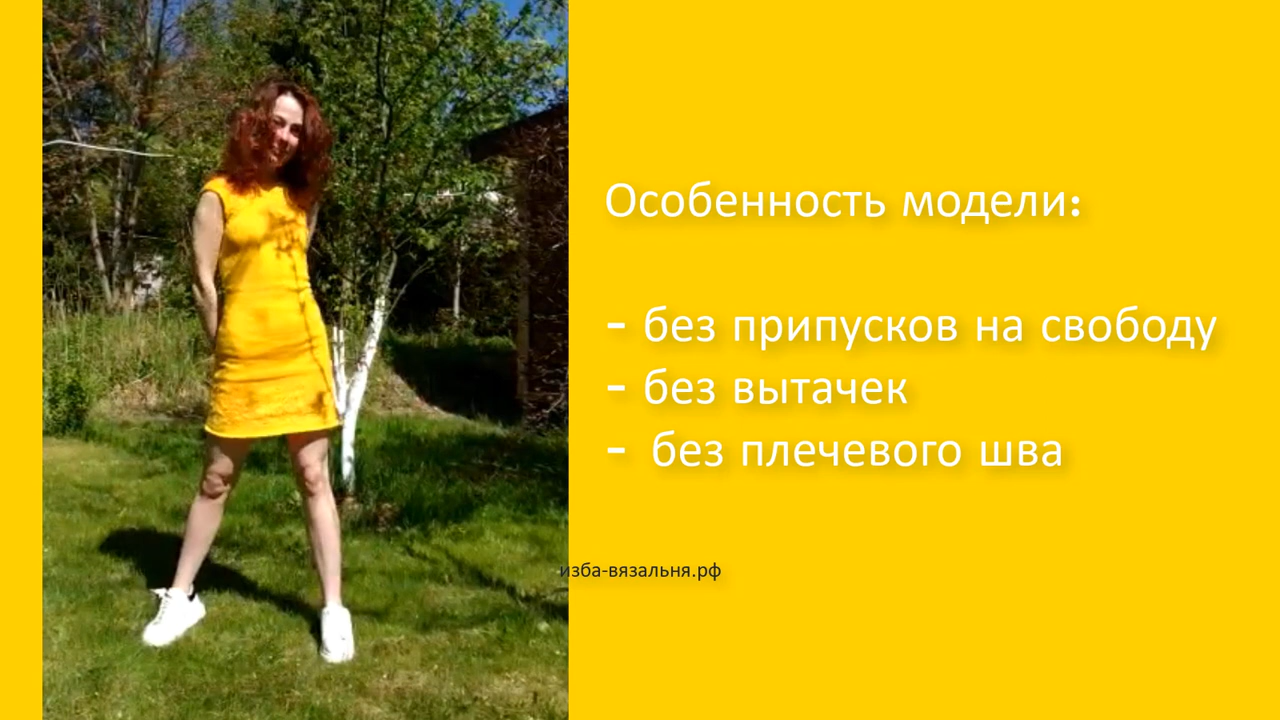 Особенность модели:
- без припусков на свободу
- без вытачек
- без плечевого шва
изба-вязальня.рф